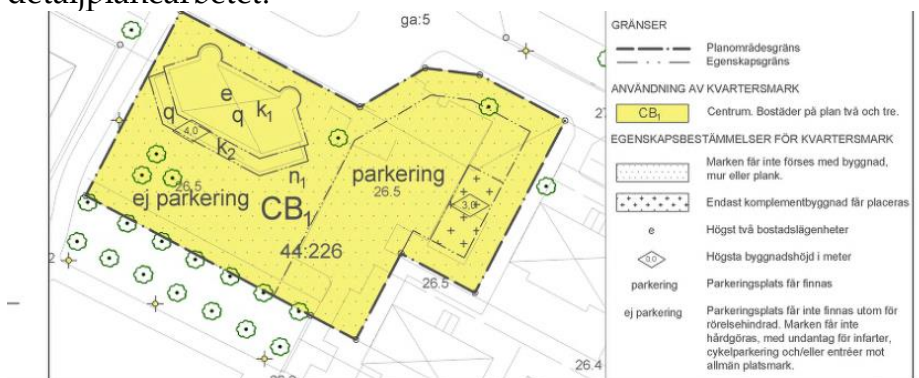 detaljplanearbetet.
ga:5
e
q
k₁
q
4,0
k₂
n₁
26.5
ej parkering
CB₁
parkering
26.5
3,0
44:226
26.5
26.4
GRÄNSER
Planområdesgräns
Egenskapsgräns
ANVÄNDNING AV KVARTERSMARK
CB₁ Centrum. Bostäder på plan två och tre.
EGENSKAPSBESTÄMMELSER FÖR KVARTERSMARK
Marken får inte förses med byggnad,
mur eller plank.
Endast komplementbyggnad får placeras
e Högst två bostadslägenheter
0,0 Högsta byggnadshöjd i meter
parkering Parkeringsplats får finnas
ej parkering Parkeringsplats får inte finnas utom för
rörelsehindrad. Marken får inte
hårdgöras, med undantag för infarter,
cykelparkering och/eller entréer mot
allmän platsmark.